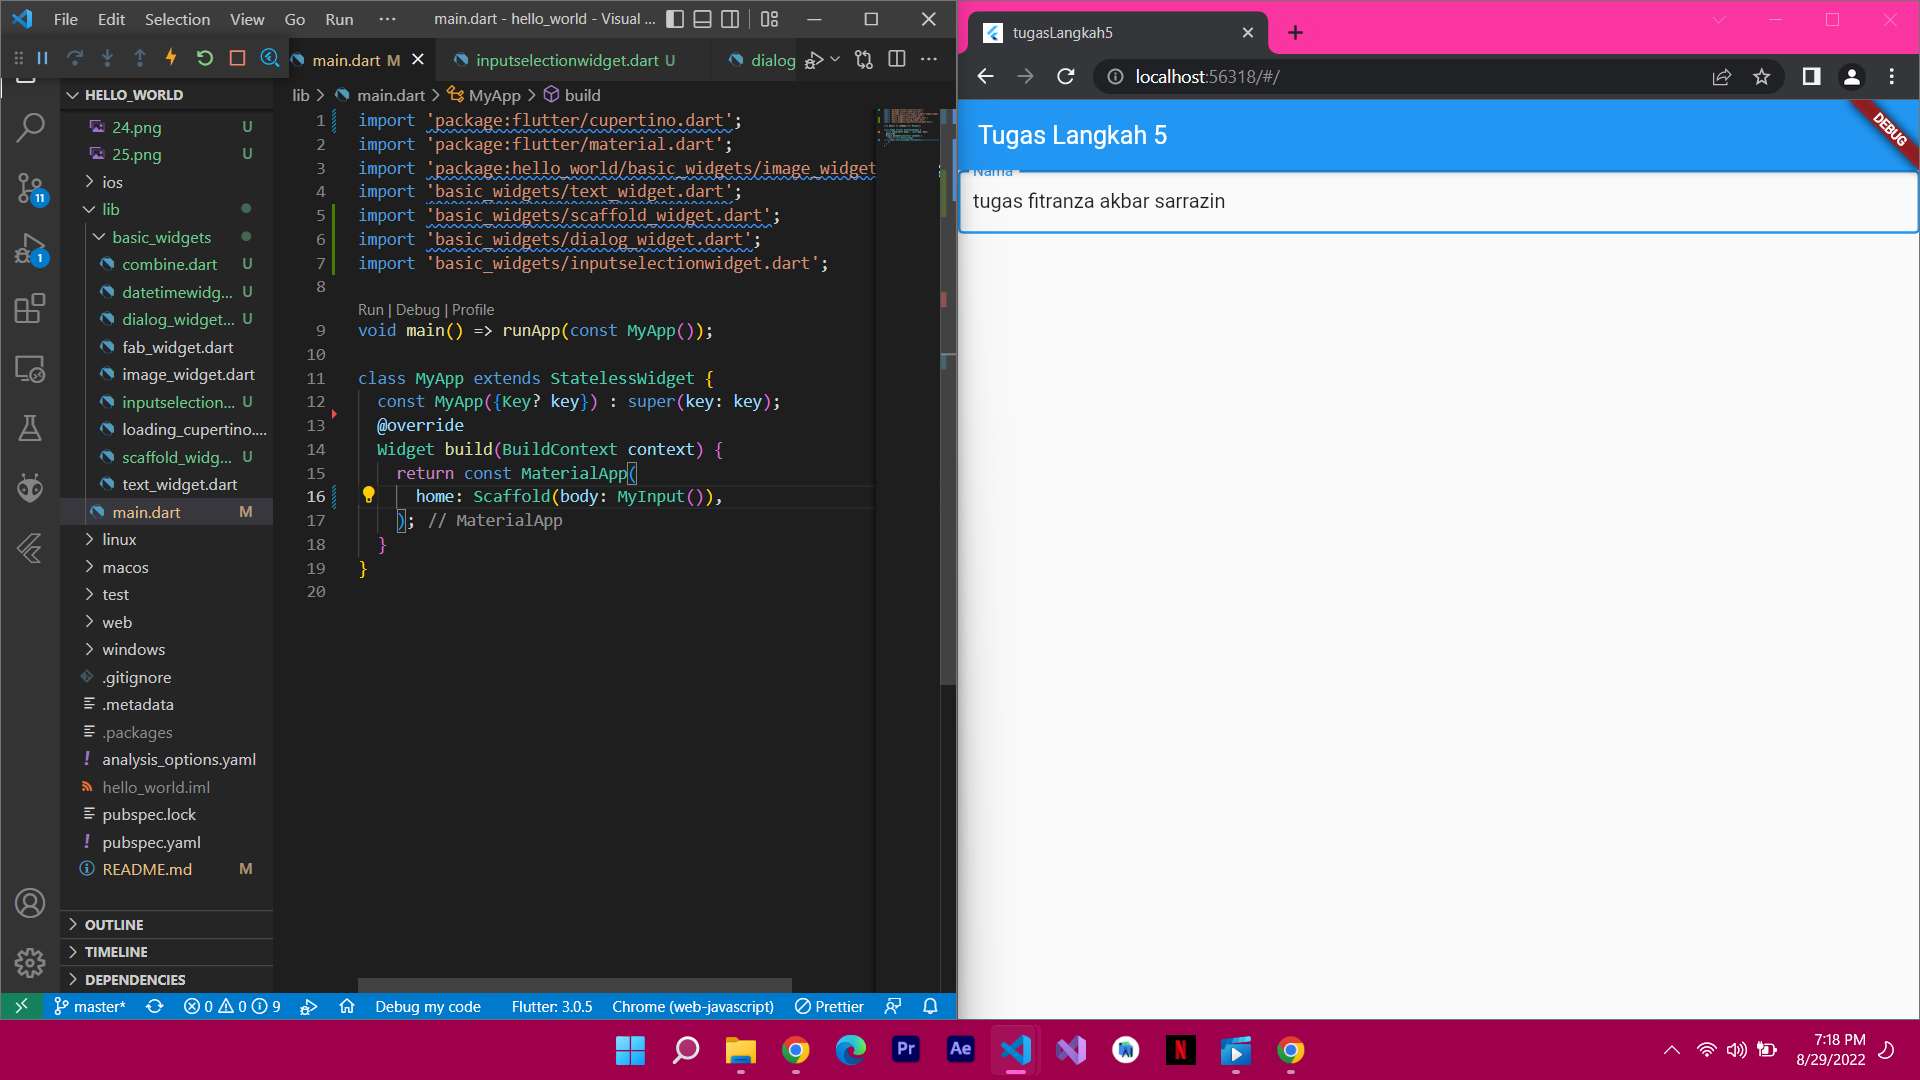 File Edit Selection View Go Run ··· main.dart - hello_world - Visual ...
main.dart M inputselectionwidget.dart U dialog
HELLO_WORLD
24.png U
25.png U
ios
lib
basic_widgets
combine.dart U
datetimewidg... U
dialog_widget... U
fab_widget.dart
image_widget.dart
inputselection... U
loading_cupertino....
scaffold_widg... U
text_widget.dart
main.dart M
linux
macos
test
web
windows
.gitignore
.metadata
.packages
analysis_options.yaml
hello_world.iml
pubspec.lock
pubspec.yaml
README.md M
OUTLINE
TIMELINE
DEPENDENCIES
11
1
lib > main.dart > MyApp > build
1 import 'package:flutter/cupertino.dart';
2 import 'package:flutter/material.dart';
3 import 'package:hello_world/basic_widgets/image_widget
4 import 'basic_widgets/text_widget.dart';
5 import 'basic_widgets/scaffold_widget.dart';
6 import 'basic_widgets/dialog_widget.dart';
7 import 'basic_widgets/inputselectionwidget.dart';
8
Run | Debug | Profile
9 void main() => runApp(const MyApp());
10
11 class MyApp extends StatelessWidget {
12 const MyApp({Key? key}) : super(key: key);
13 @override
14 Widget build(BuildContext context) {
15 return const MaterialApp(
16 home: Scaffold(body: MyInput()),
17 ); // MaterialApp
18 }
19 }
20
master* 0 0 9 Debug my code Flutter: 3.0.5 Chrome (web-javascript) Prettier
tugasLangkah5
localhost:56318/#/
Tugas Langkah 5
DEBUG
Nama
tugas fitranza akbar sarrazin
Pr Ae N
7:18 PM
8/29/2022